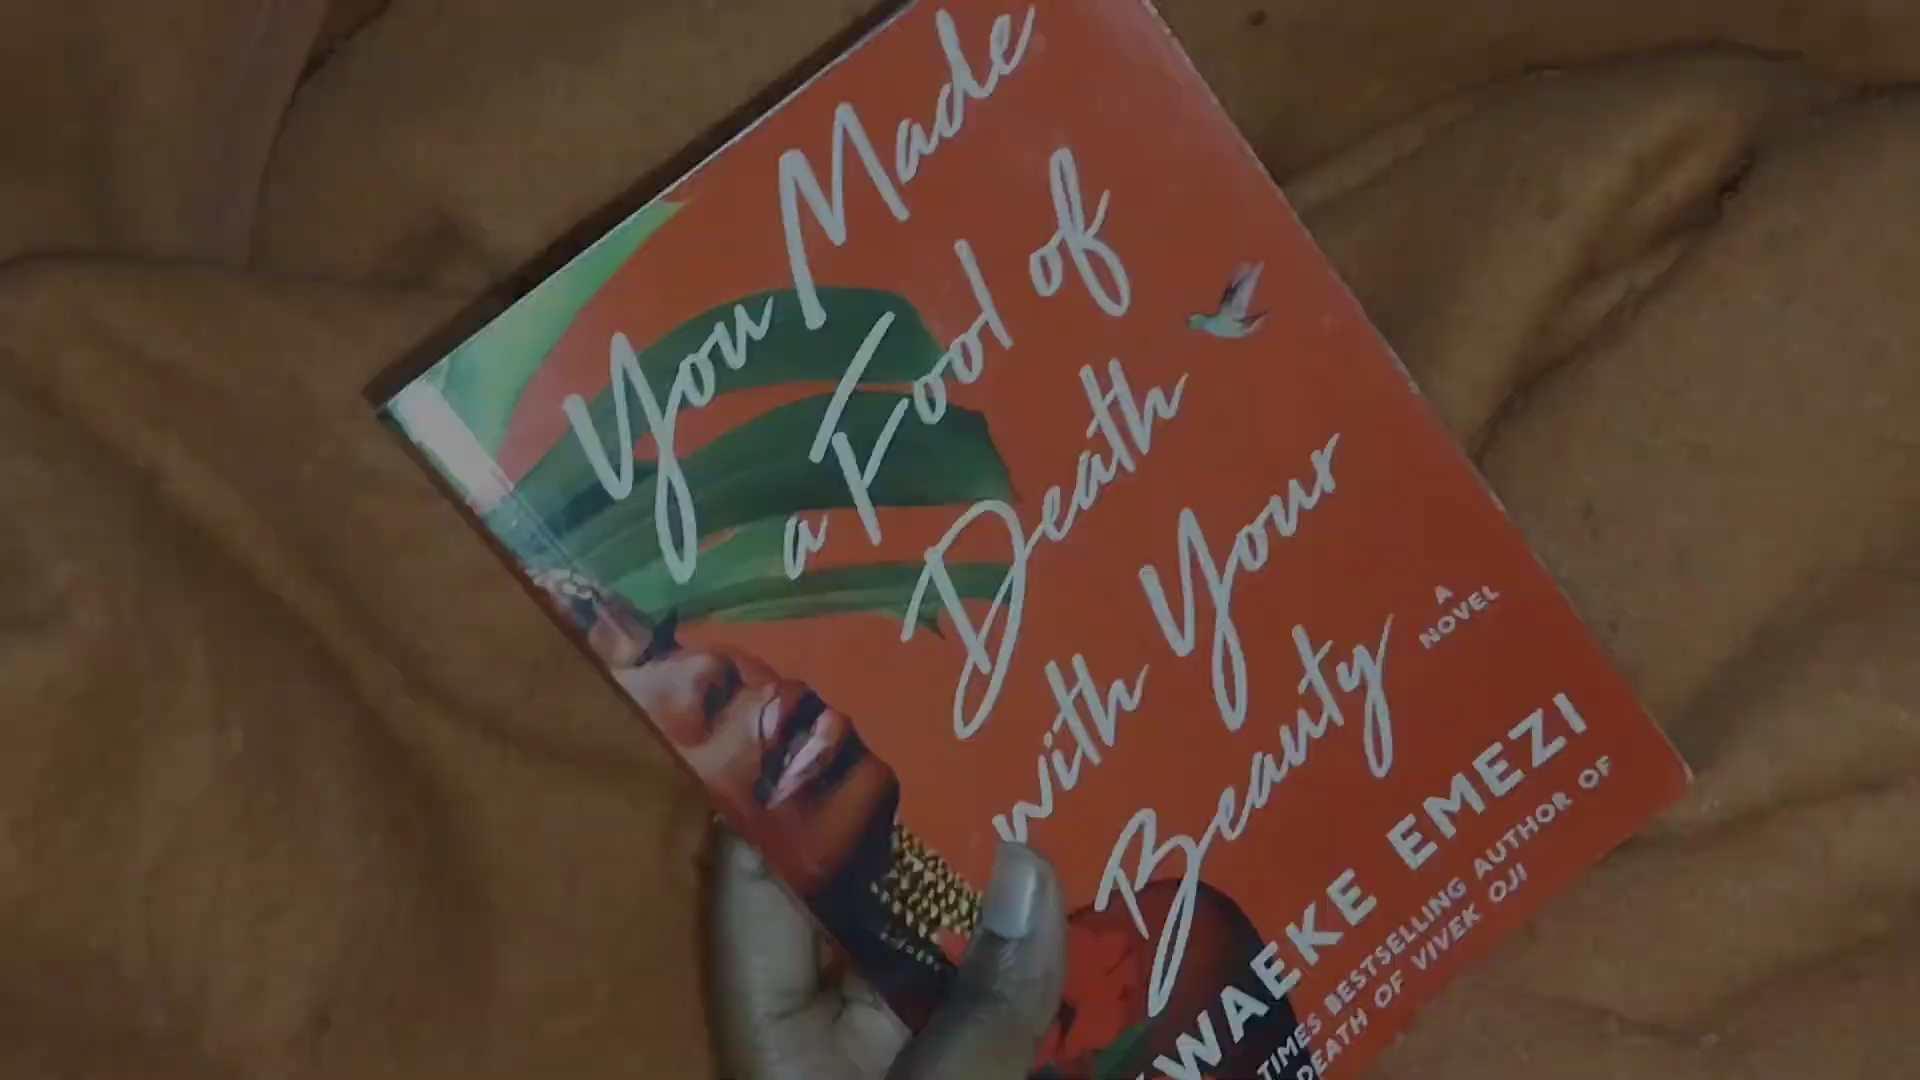 You Made
a Fool of
Death
with Your
Beauty
A
NOVEL
WAEKE EMEZI
TIMES BESTSELLING AUTHOR OF
DEATH OF VIVEK OJI